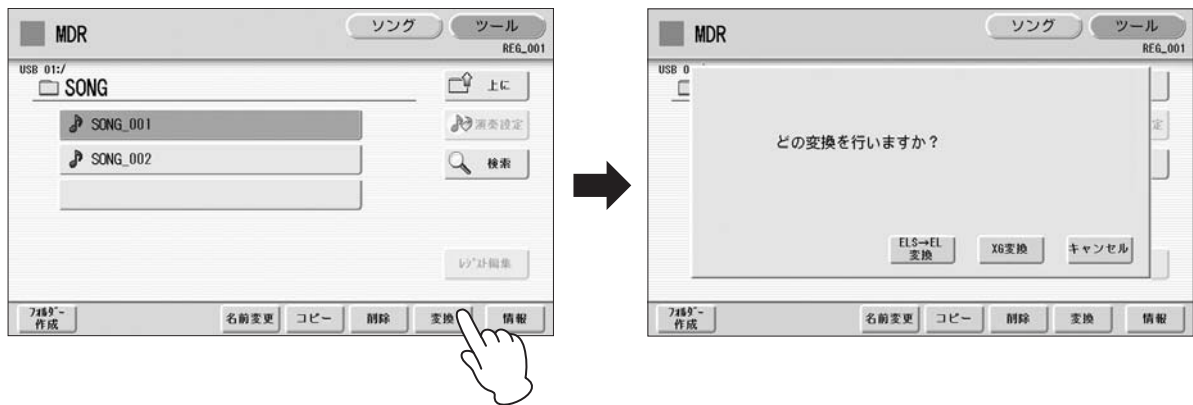 MDR
ソング
ツール
REG_001
USB 01:/
SONG
上に
SONG_001
演奏設定
SONG_002
検索
レジスト編集
フォルダー
作成
名前変更
コピー
削除
変換
情報
MDR
ソング
ツール
REG_001
USB 0
定
どの変換を行いますか？
ELS→EL
変換
XG変換
キャンセル
フォルダー
作成
名前変更
コピー
削除
変換
情報